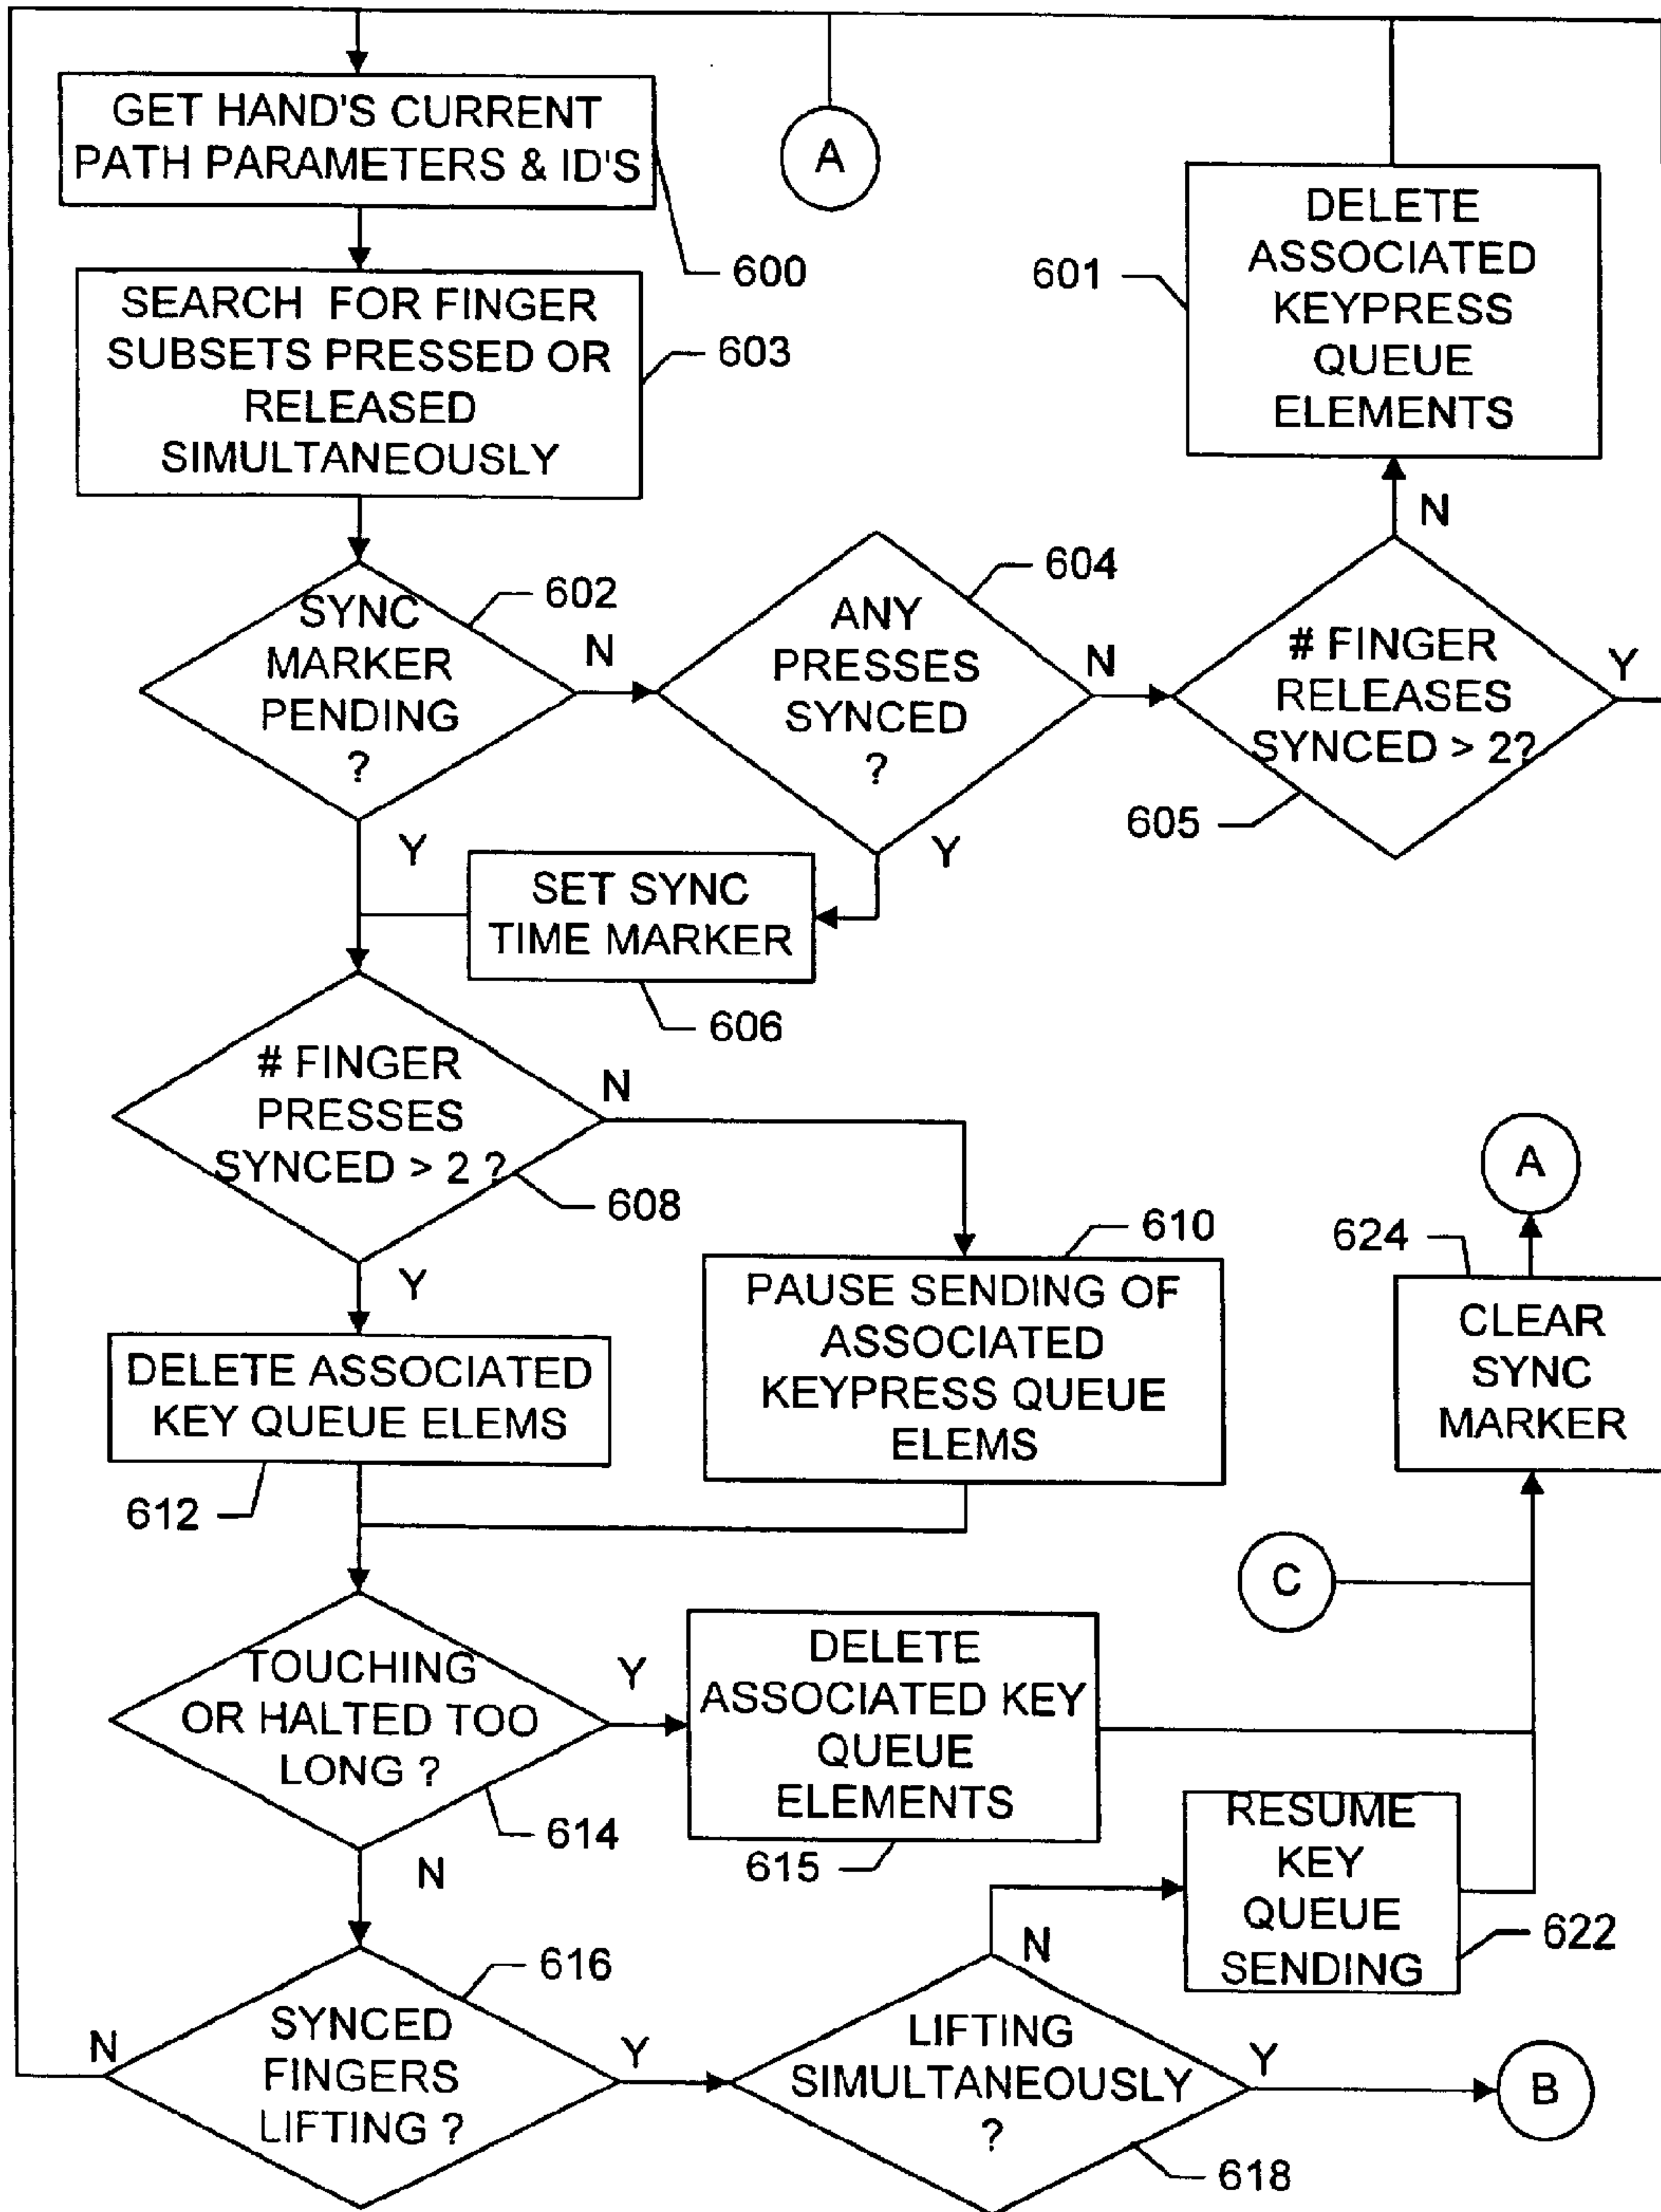 GET HAND'S CURRENT
PATH PARAMETERS & ID'S
600
A
DELETE
ASSOCIATED
KEYPRESS
QUEUE
ELEMENTS
601
SEARCH FOR FINGER
SUBSETS PRESSED OR
RELEASED
SIMULTANEOUSLY
603
SYNC
MARKER
PENDING
?
602
N
Y
ANY
PRESSES
SYNCED
?
604
N
Y
# FINGER
RELEASES
SYNCED > 2?
605
N
Y
SET SYNC
TIME MARKER
606
# FINGER
PRESSES
SYNCED > 2 ?
608
N
Y
PAUSE SENDING OF
ASSOCIATED
KEYPRESS QUEUE
ELEMS
610
DELETE ASSOCIATED
KEY QUEUE ELEMS
612
A
624
CLEAR
SYNC
MARKER
C
TOUCHING
OR HALTED TOO
LONG ?
614
Y
N
DELETE
ASSOCIATED KEY
QUEUE
ELEMENTS
615
RESUME
KEY
QUEUE
SENDING
622
SYNCED
FINGERS
LIFTING ?
616
N
Y
LIFTING
SIMULTANEOUSLY
?
618
N
Y
B